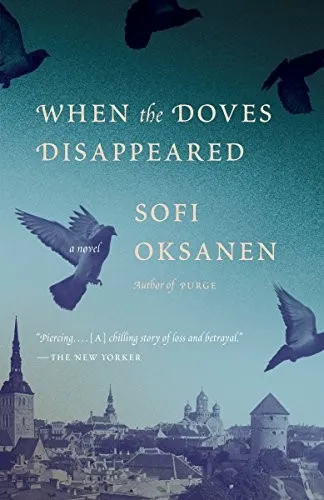 WHEN the DOVES
DISAPPEARED
SOFI
OKSANEN
a novel
Author of PURGE
“Piercing. . . . [A] chilling story of loss and betrayal.”
—THE NEW YORKER